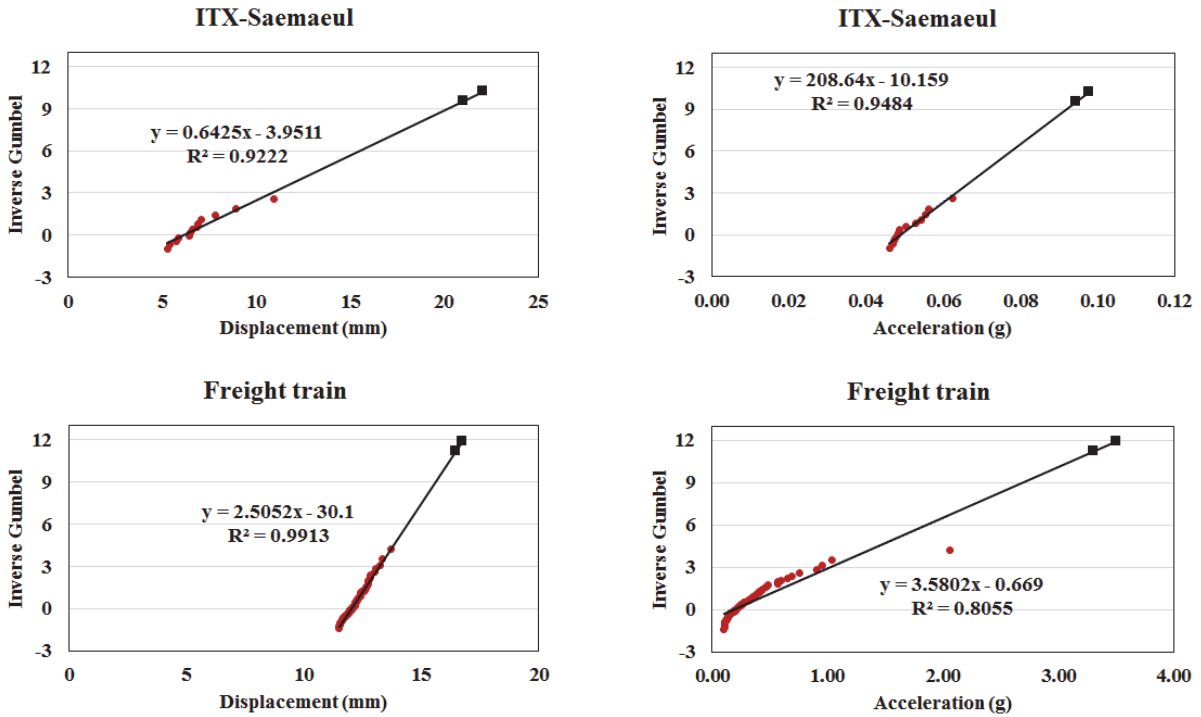 ITX-Saemaeul
Inverse Gumbel
12
9
6
3
0
-3
y = 0.6425x - 3.9511
R² = 0.9222
0 5 10 15 20 25
Displacement (mm)
ITX-Saemaeul
Inverse Gumbel
12
9
6
3
0
-3
y = 208.64x - 10.159
R² = 0.9484
0.00 0.02 0.04 0.06 0.08 0.10 0.12
Acceleration (g)
Freight train
Inverse Gumbel
12
9
6
3
0
-3
y = 2.5052x - 30.1
R² = 0.9913
0 5 10 15 20
Displacement (mm)
Freight train
Inverse Gumbel
12
9
6
3
0
-3
y = 3.5802x - 0.669
R² = 0.8055
0.00 1.00 2.00 3.00 4.00
Acceleration (g)